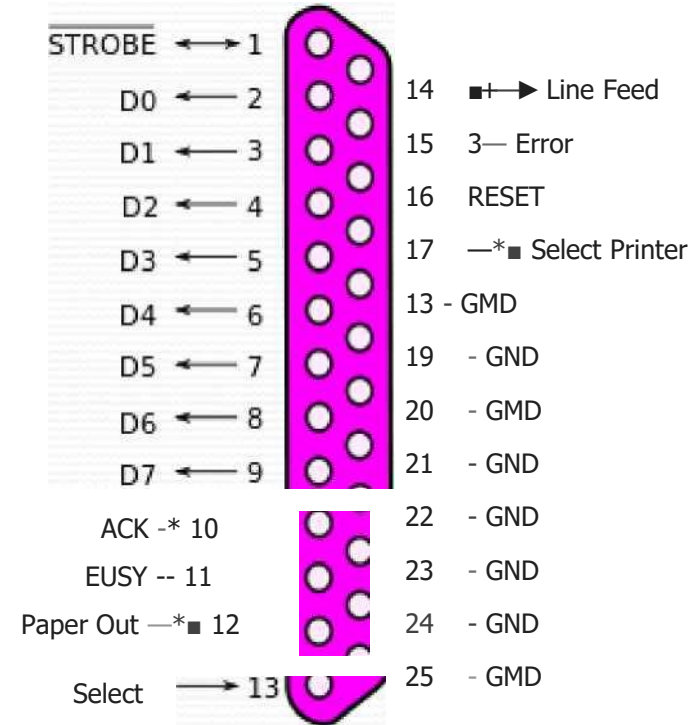 STROBE ↔ 1
D0 ← 2
D1 ← 3
D2 ← 4
D3 ← 5
D4 ← 6
D5 ← 7
D6 ← 8
D7 ← 9
ACK -* 10
EUSY -- 11
Paper Out —*■ 12
Select → 13
14 ■+→ Line Feed
15 3— Error
16 RESET
17 —*■ Select Printer
13 - GMD
19 - GND
20 - GMD
21 - GND
22 - GND
23 - GND
24 - GND
25 - GMD